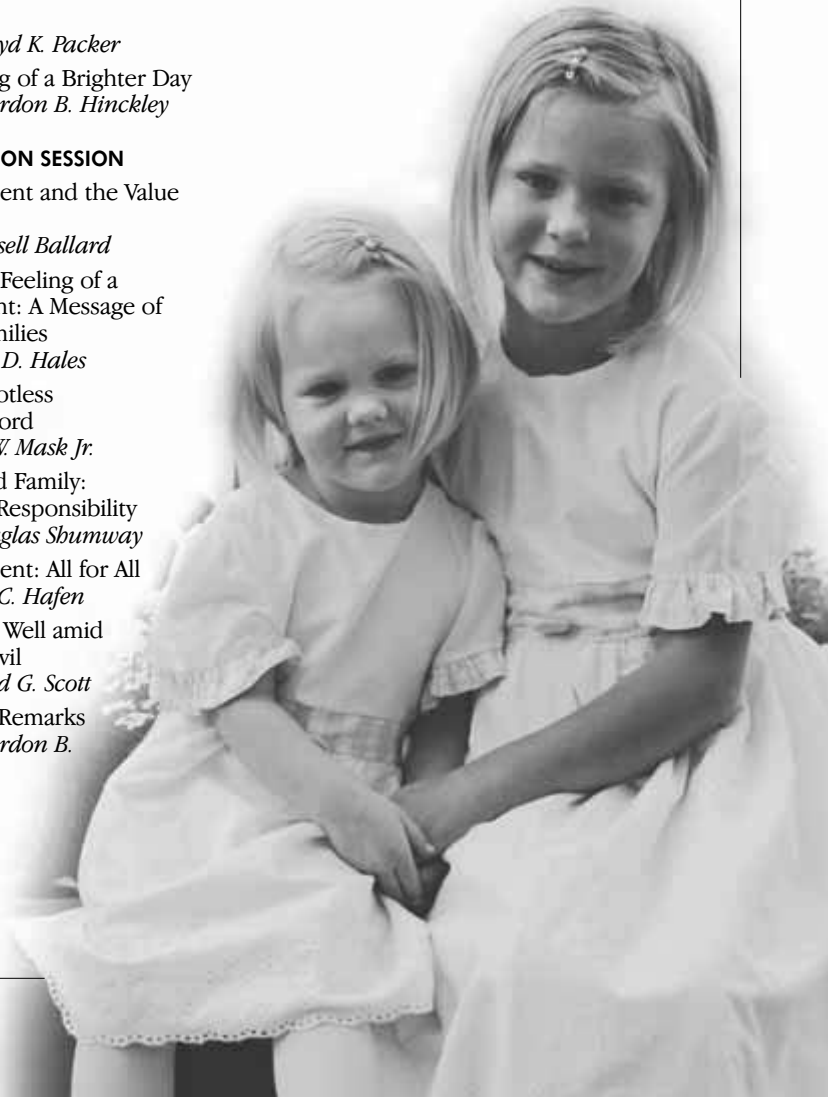 yd K. Packer
g of a Brighter Day
rdon B. Hinckley
ON SESSION
ent and the Value
sell Ballard
Feeling of a
nt: A Message of
nilies
D. Hales
otless
ord
W. Mask Jr.
d Family:
Responsibility
glas Shumway
ent: All for All
C. Hafen
Well amid
vil
d G. Scott
Remarks
rdon B.